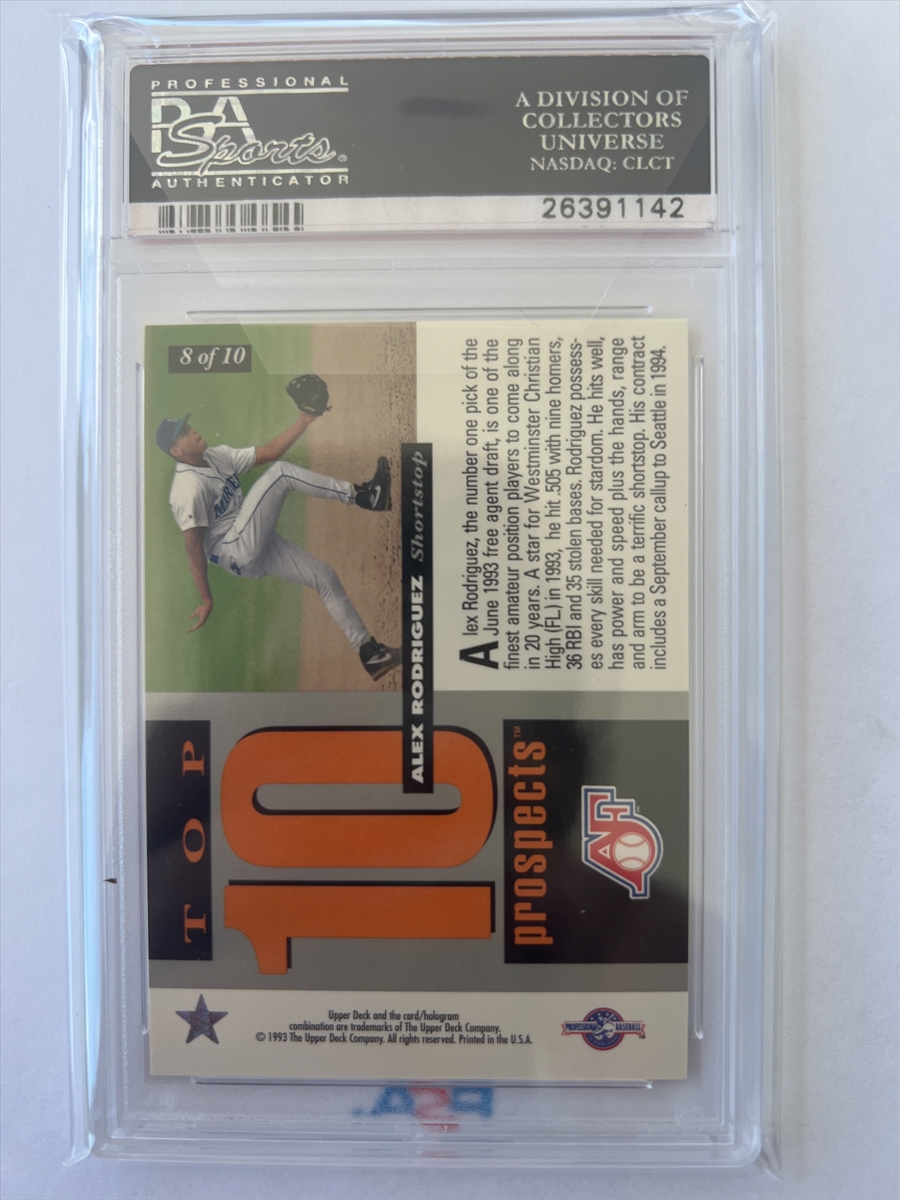 PROFESSIONAL
PSA
Sports®
AUTHENTICATOR
A DIVISION OF
COLLECTORS
UNIVERSE
NASDAQ: CLCT
26391142
8 of 10
MARINE
ALEX RODRIGUEZ Shortstop
Alex Rodriguez, the number one pick of the
June 1993 free agent draft, is one of the
finest amateur position players to come along
in 20 years. A star for Westminster Christian
High (FL) in 1993, he hit .505 with nine homers,
36 RBI and 35 stolen bases. Rodriguez possess-
es every skill needed for stardom. He hits well,
has power and speed plus the hands, range
and arm to be a terrific shortstop. His contract
includes a September callup to Seattle in 1994.
TOP
10
prospects™
AFL
Upper Deck and the card/hologram
combination are trademarks of The Upper Deck Company.
© 1993 The Upper Deck Company. All rights reserved. Printed in the U.S.A.
PROFESSIONAL BASEBALL
PSA